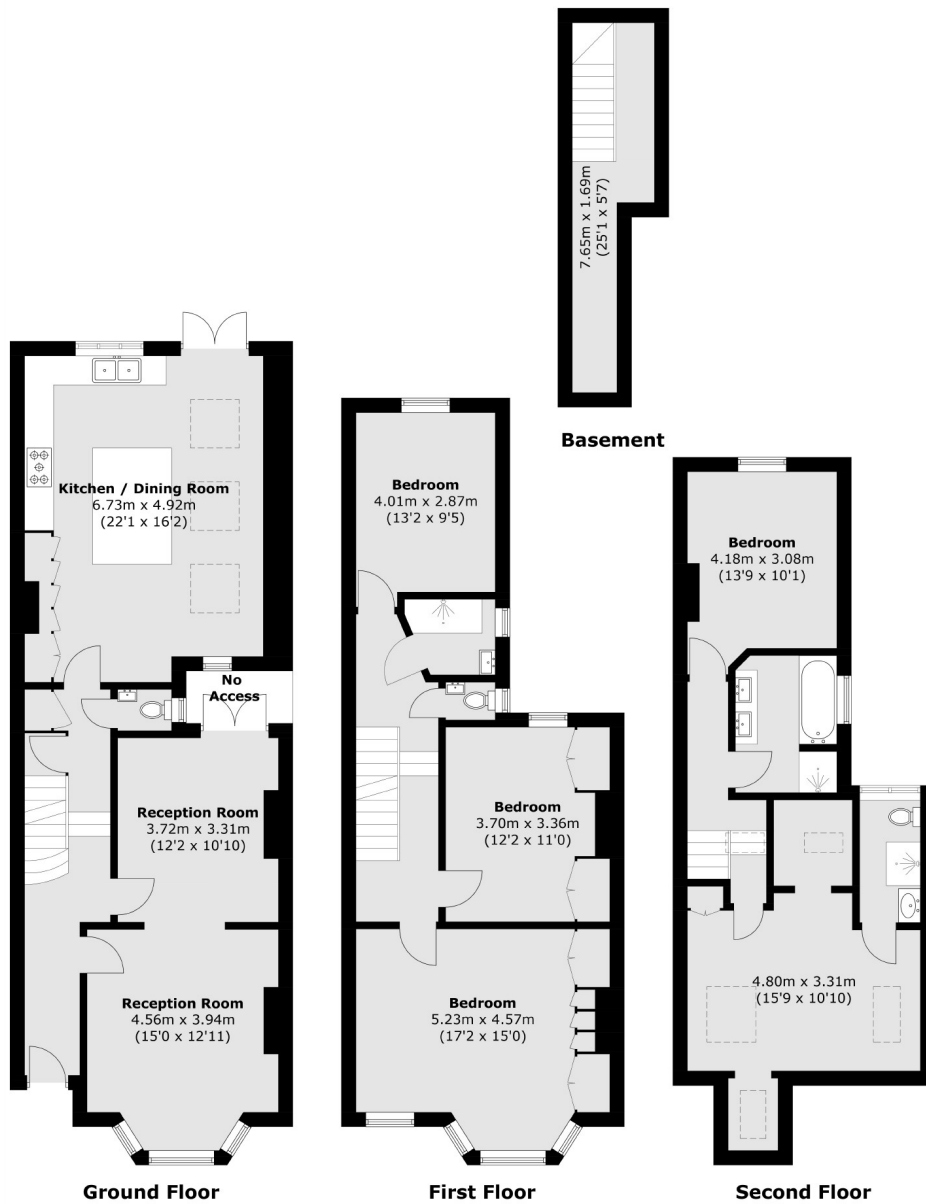 7.65m x 1.69m
(25'1 x 5'7)
Basement
Kitchen / Dining Room
6.73m x 4.92m
(22'1 x 16'2)
No
Access
Reception Room
3.72m x 3.31m
(12'2 x 10'10)
Reception Room
4.56m x 3.94m
(15'0 x 12'11)
Ground Floor
Bedroom
4.01m x 2.87m
(13'2 x 9'5)
Bedroom
3.70m x 3.36m
(12'2 x 11'0)
Bedroom
5.23m x 4.57m
(17'2 x 15'0)
First Floor
Bedroom
4.18m x 3.08m
(13'9 x 10'1)
4.80m x 3.31m
(15'9 x 10'10)
Second Floor